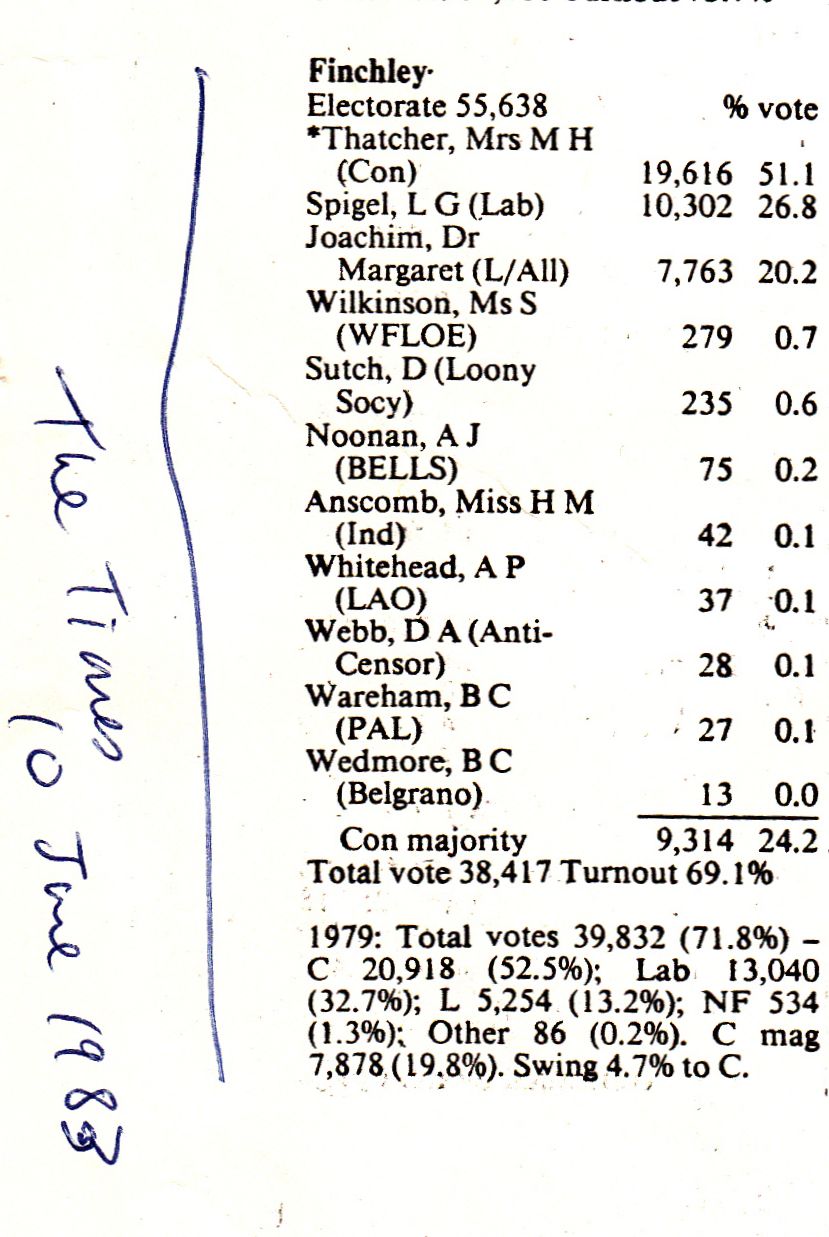 Finchley
Electorate 55,638 % vote
*Thatcher, Mrs M H
(Con) 19,616 51.1
Spigel, L G (Lab) 10,302 26.8
Joachim, Dr
Margaret (L/All) 7,763 20.2
Wilkinson, Ms S
(WFLOE) 279 0.7
Sutch, D (Loony
Socy) 235 0.6
Noonan, A J
(BELLS) 75 0.2
Anscomb, Miss H M
(Ind) 42 0.1
Whitehead, A P
(LAO) 37 0.1
Webb, D A (Anti-
Censor) 28 0.1
Wareham, B C
(PAL) 27 0.1
Wedmore, B C
(Belgrano) 13 0.0
Con majority 9,314 24.2
Total vote 38,417 Turnout 69.1%
1979: Total votes 39,832 (71.8%) –
C 20,918 (52.5%); Lab 13,040
(32.7%); L 5,254 (13.2%); NF 534
(1.3%); Other 86 (0.2%). C mag
7,878 (19.8%). Swing 4.7% to C.
The Times
10 June 1983